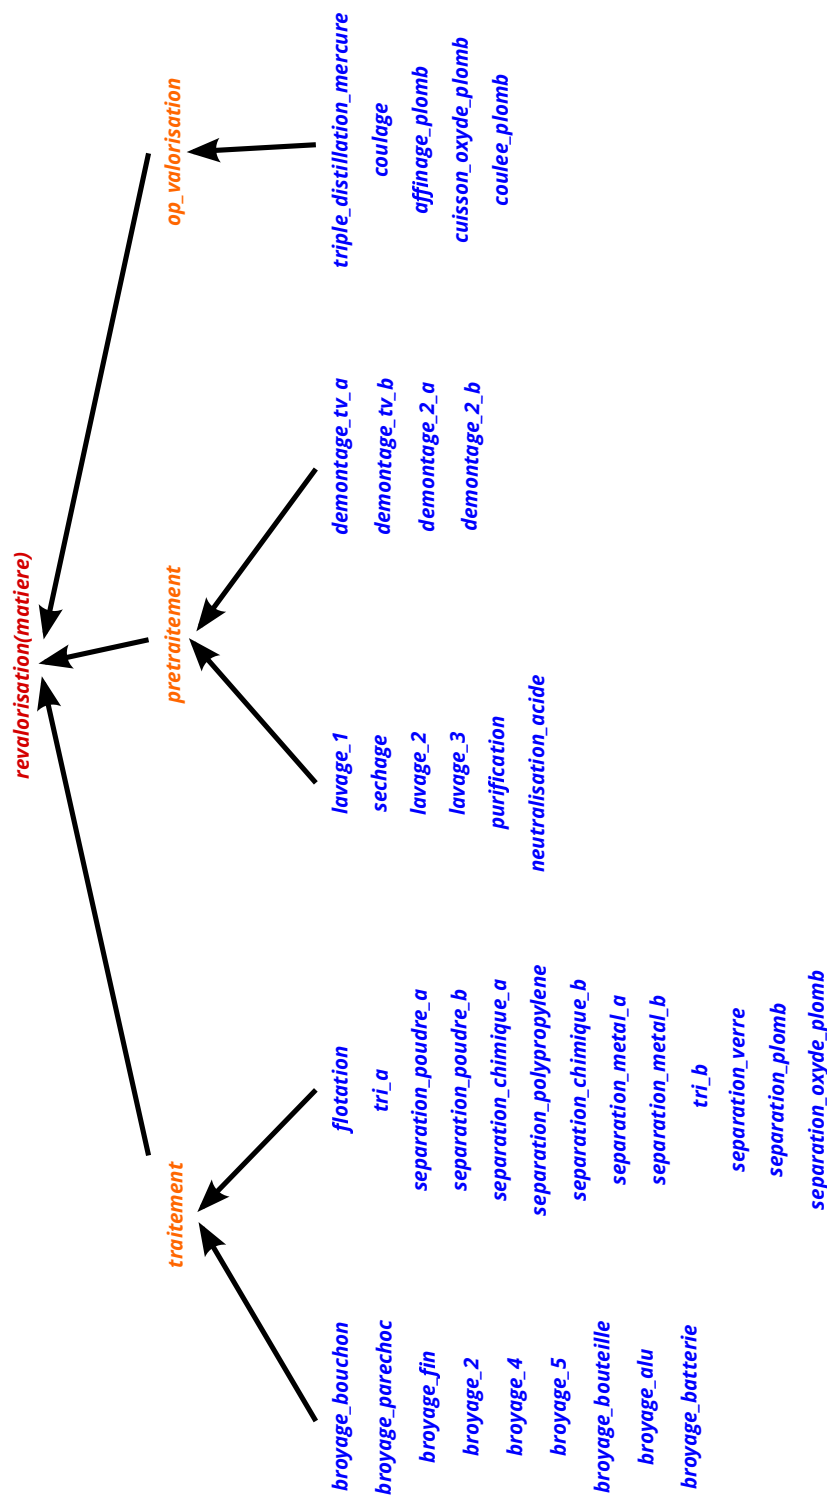 revalorisation(matiere)
traitement
pretraitement
op_valorisation
broyage_bouchon
broyage_parechoc
broyage_fin
broyage_2
broyage_4
broyage_5
broyage_bouteille
broyage_alu
broyage_batterie
flotation
tri_a
separation_poudre_a
separation_poudre_b
separation_chimique_a
separation_polypropylene
separation_chimique_b
separation_metal_a
separation_metal_b
tri_b
separation_verre
separation_plomb
separation_oxyde_plomb
lavage_1
sechage
lavage_2
lavage_3
purification
neutralisation_acide
demontage_tv_a
demontage_tv_b
demontage_2_a
demontage_2_b
triple_distillation_mercure
coulage
affinage_plomb
cuisson_oxyde_plomb
coulee_plomb